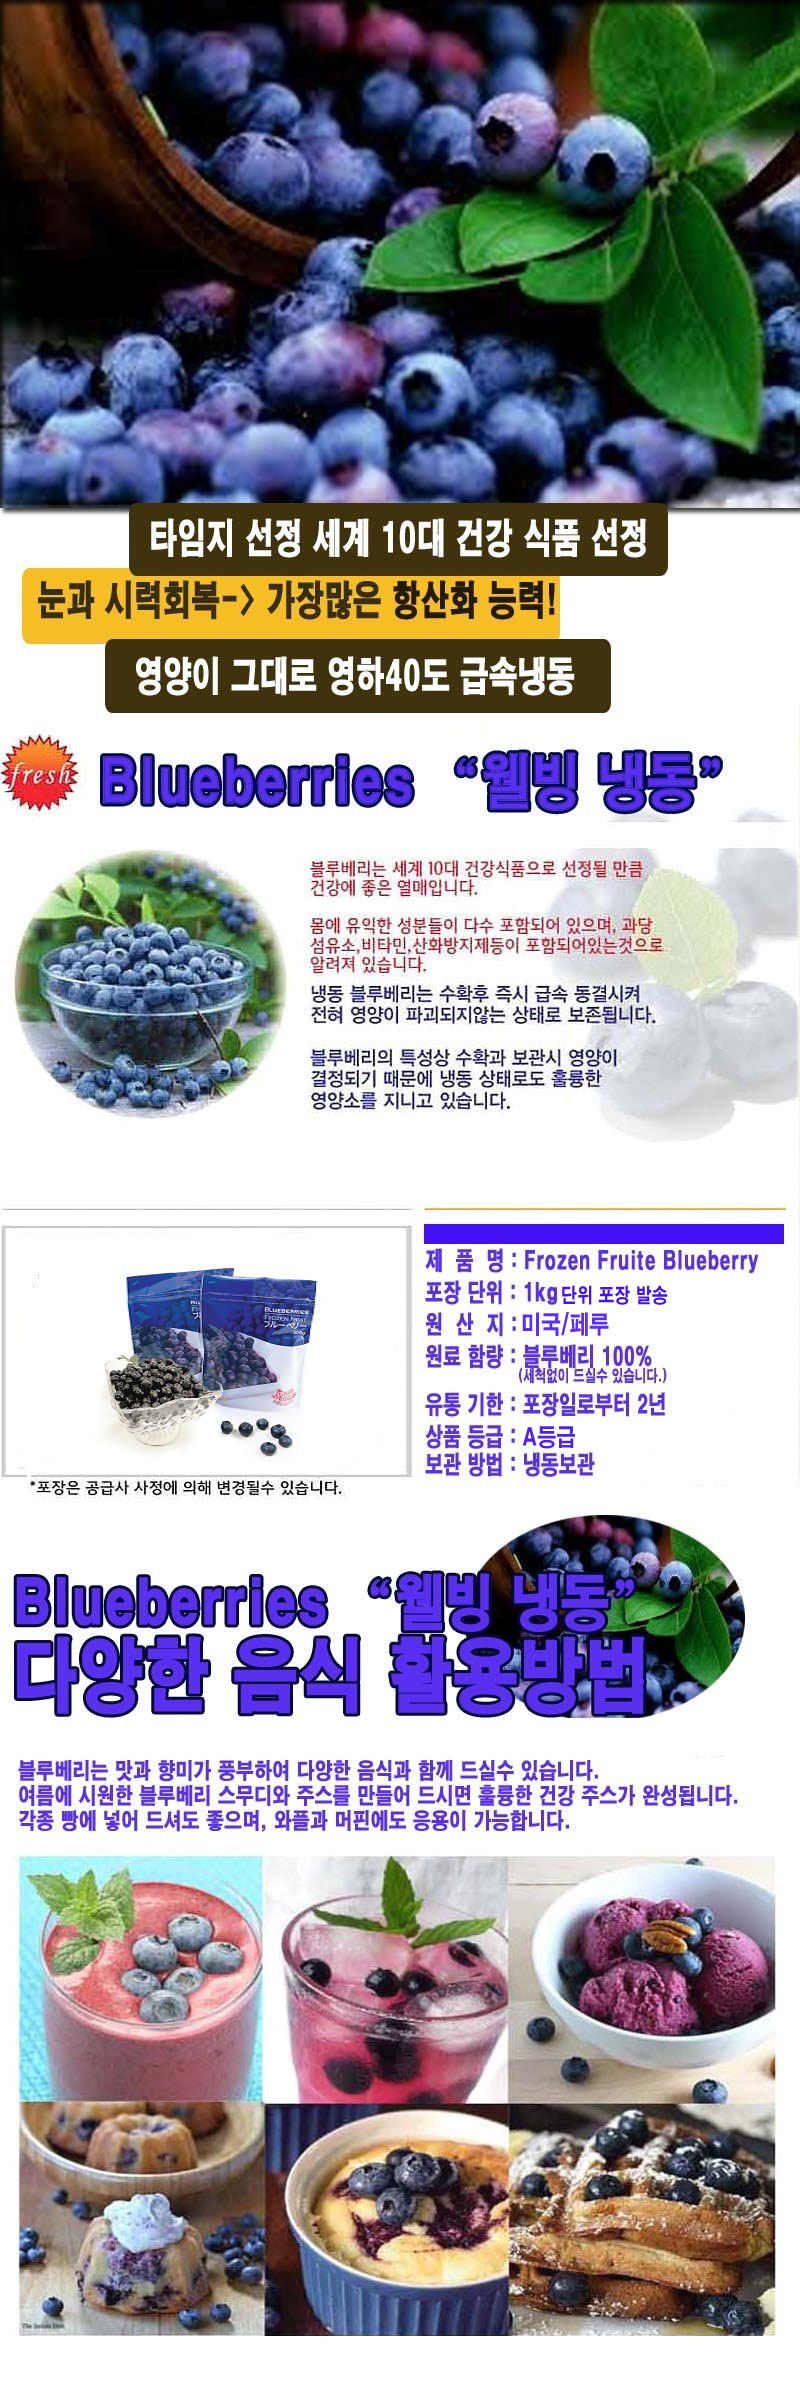 타임지 선정 세계 10대 건강 식품 선정
눈과 시력회복-> 가장많은 항산화 능력!
영양이 그대로 영하40도 급속냉동
fresh
Blueberries “웰빙 냉동”
블루베리는 세계 10대 건강식품으로 선정될 만큼
건강에 좋은 열매입니다.
몸에 유익한 성분들이 다수 포함되어 있으며, 과당
섬유소,비타민,산화방지제등이 포함되어있는것으로
알려져 있습니다.
냉동 블루베리는 수확후 즉시 급속 동결시켜
전혀 영양이 파괴되지않는 상태로 보존됩니다.
블루베리의 특성상 수확과 보관시 영양이
결정되기 때문에 냉동 상태로도 훌륭한
영양소를 지니고 있습니다.
BLUEBERRIES
FROZEN FRUIT
ブルーベリー
500g
제 품 명 : Frozen Fruite Blueberry
포장 단위 : 1kg단위 포장 발송
원 산 지 : 미국/페루
원료 함량 : 블루베리 100%
(세척없이 드실수 있습니다.)
유통 기한 : 포장일로부터 2년
상품 등급 : A등급
보관 방법 : 냉동보관
*포장은 공급사 사정에 의해 변경될수 있습니다.
Blueberries “웰빙 냉동”
다양한 음식 활용방법
블루베리는 맛과 향미가 풍부하여 다양한 음식과 함께 드실수 있습니다.
여름에 시원한 블루베리 스무디와 주스를 만들어 드시면 훌륭한 건강 주스가 완성됩니다.
각종 빵에 넣어 드셔도 좋으며, 와플과 머핀에도 응용이 가능합니다.